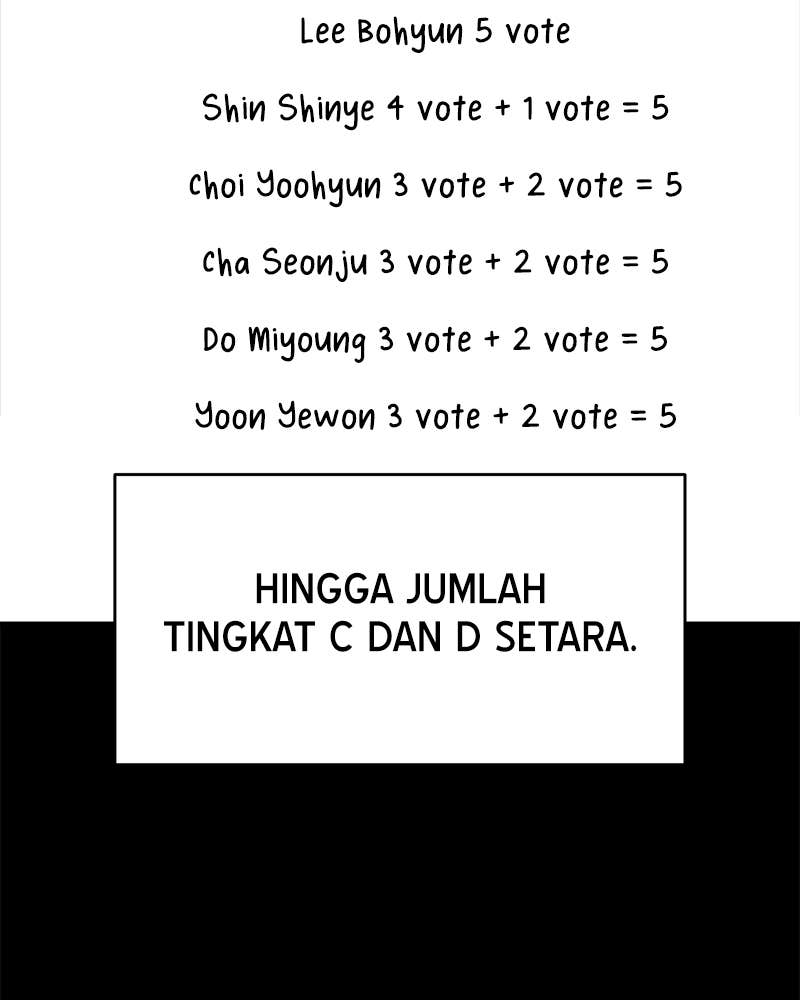 Lee Bohyun 5 vote
Shin Shinye 4 vote + 1 vote = 5
Choi Yoohyun 3 vote + 2 vote = 5
Cha Seonju 3 vote + 2 vote = 5
Do Miyoung 3 vote + 2 vote = 5
Yoon Yewon 3 vote + 2 vote = 5
HINGGA JUMLAH
TINGKAT C DAN D SETARA.